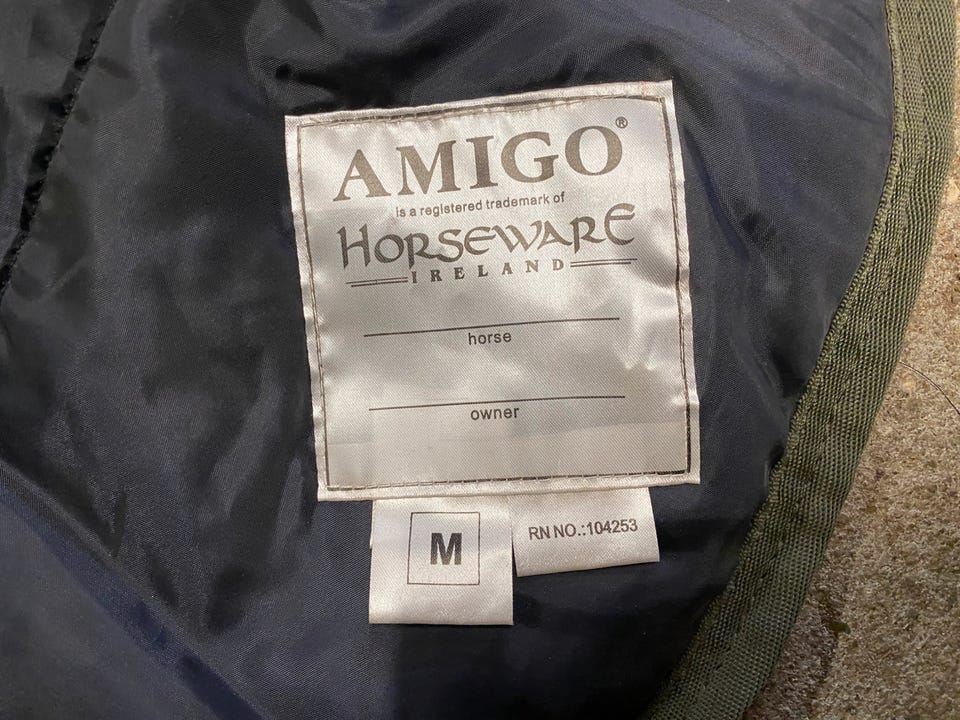 AMIGO®
is a registered trademark of
HORSEWARE
IRELAND
horse
owner
M
RN NO.:104253